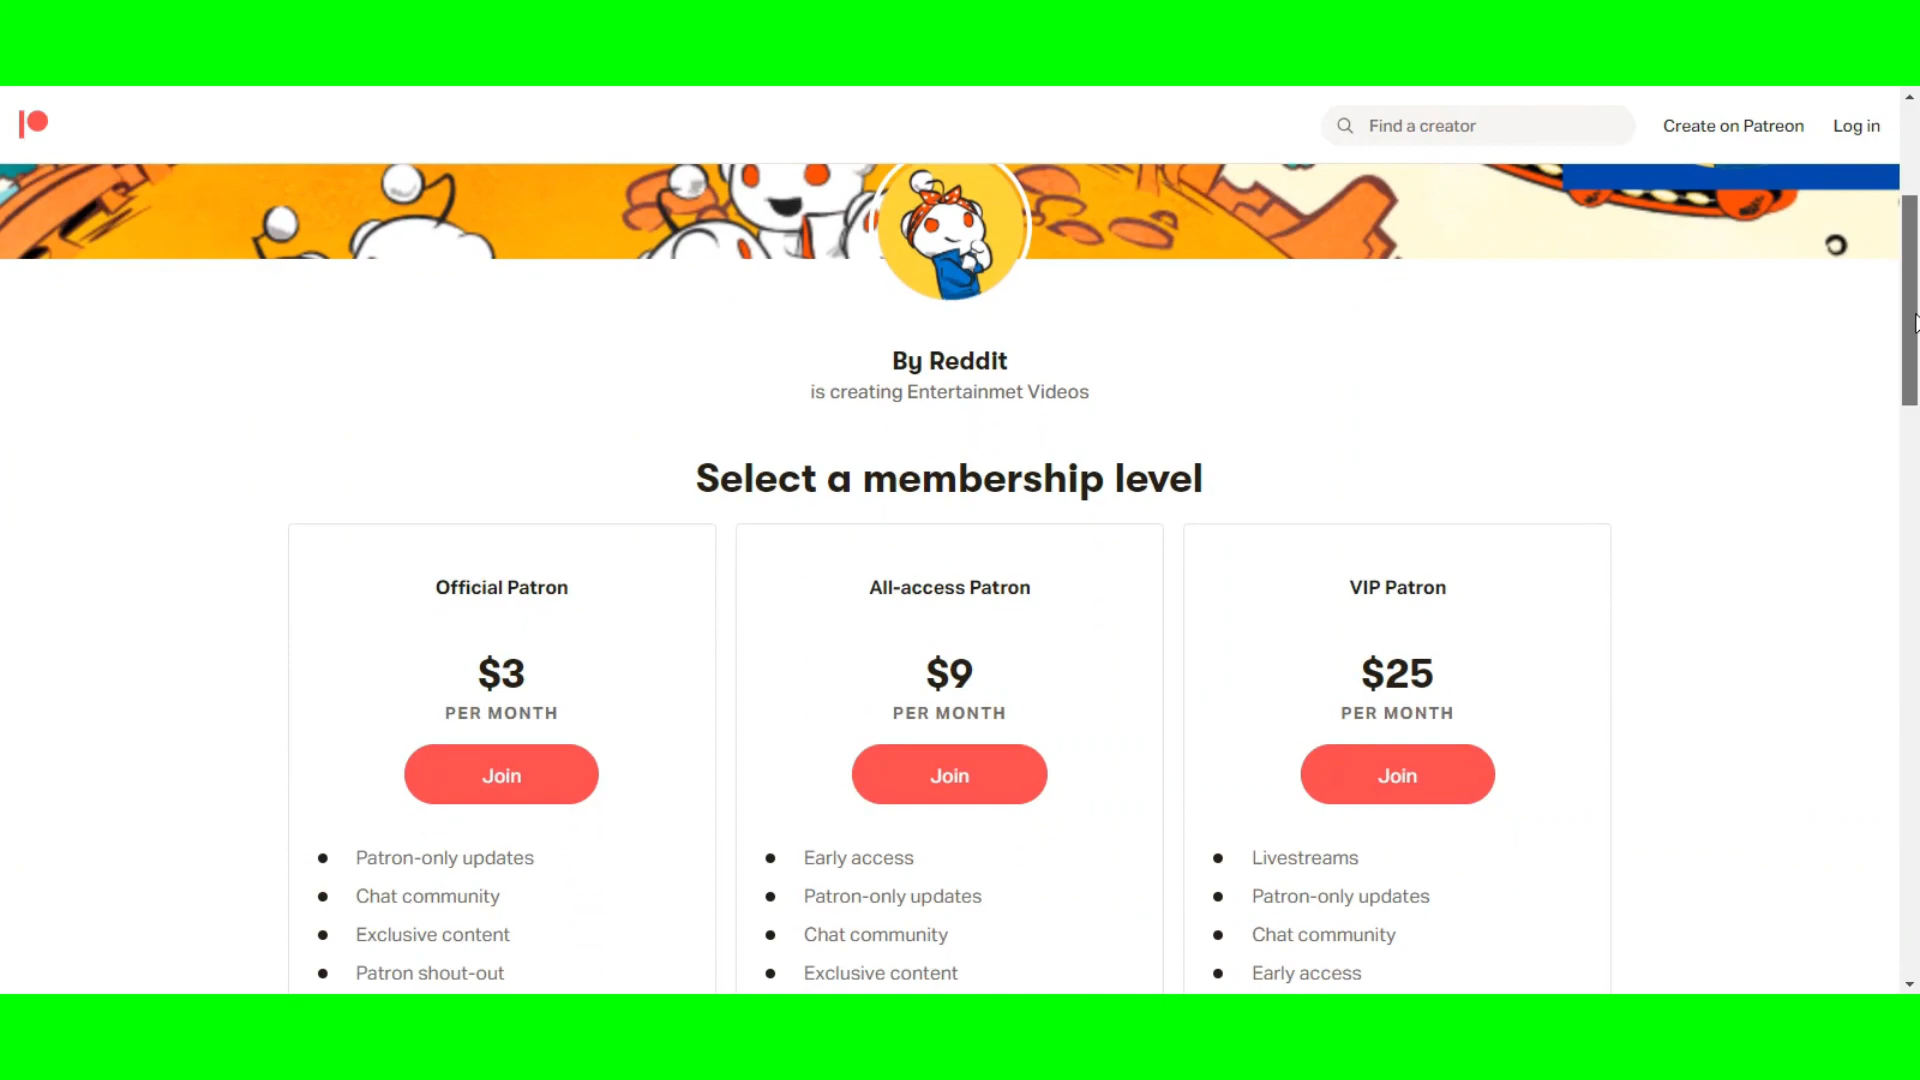 Find a creator
Create on Patreon
Log in
By Reddit
is creating Entertainmet Videos
Select a membership level
Official Patron
$3
PER MONTH
Join
Patron-only updates
Chat community
Exclusive content
Patron shout-out
All-access Patron
$9
PER MONTH
Join
Early access
Patron-only updates
Chat community
Exclusive content
VIP Patron
$25
PER MONTH
Join
Livestreams
Patron-only updates
Chat community
Early access